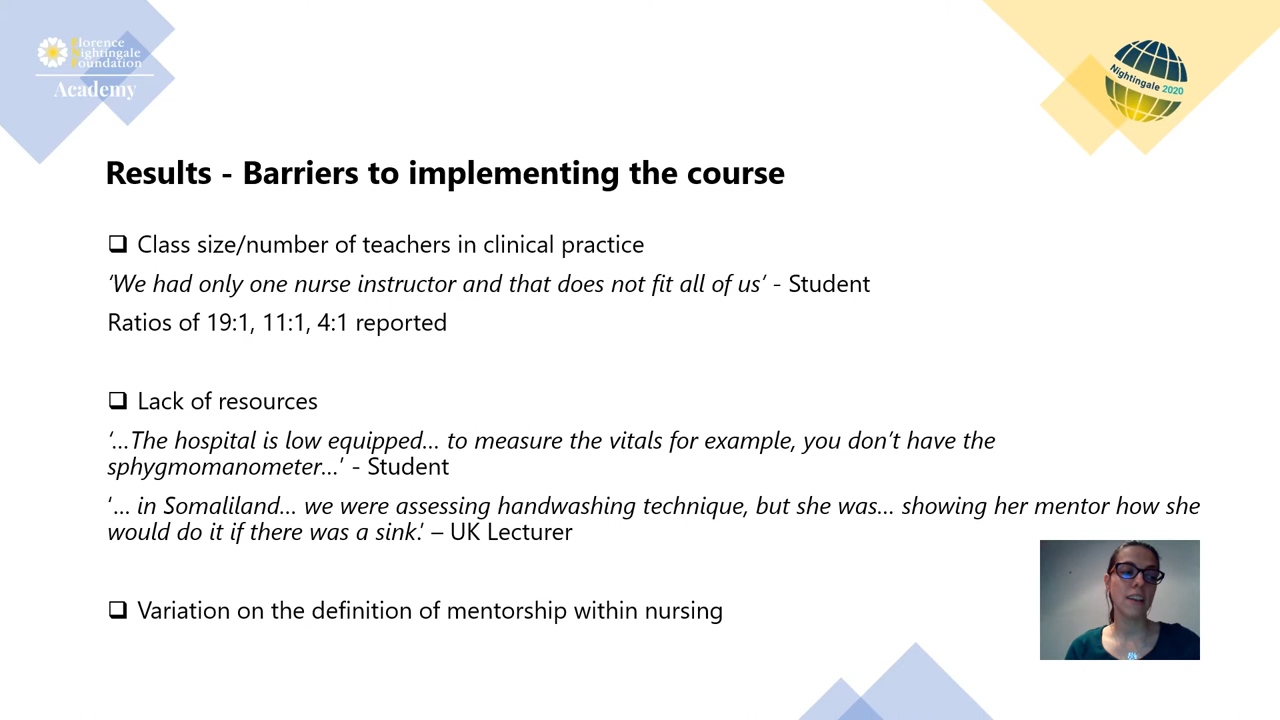 Florence
Nightingale
Foundation
Academy
Nightingale 2020
Results - Barriers to implementing the course
❑ Class size/number of teachers in clinical practice
‘We had only one nurse instructor and that does not fit all of us’ - Student
Ratios of 19:1, 11:1, 4:1 reported
❑ Lack of resources
‘…The hospital is low equipped… to measure the vitals for example, you don’t have the
sphygmomanometer…’ - Student
‘… in Somaliland… we were assessing handwashing technique, but she was… showing her mentor how she
would do it if there was a sink.’ – UK Lecturer
❑ Variation on the definition of mentorship within nursing